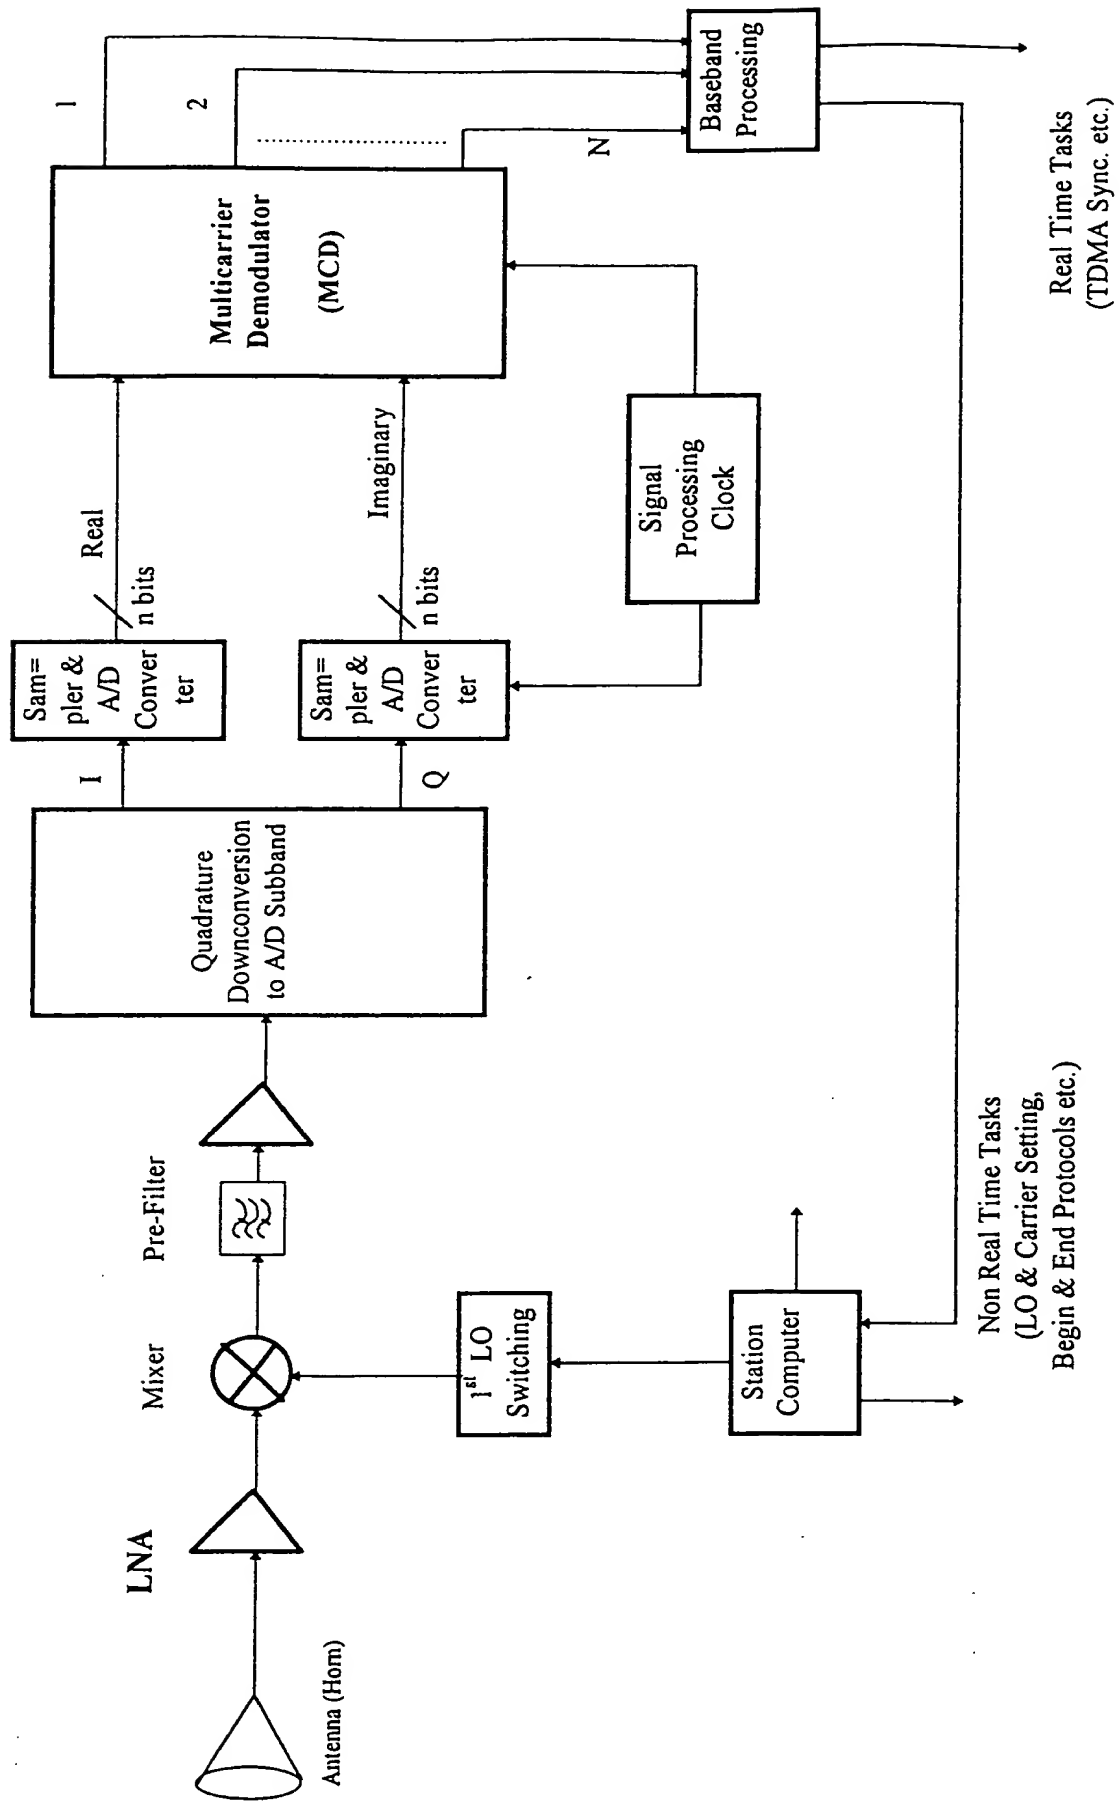 Antenna (Horn)
LNA
Mixer
Pre-Filter
Quadrature
Downconversion
to A/D Subband
I
Q
Sam=
pler &
A/D
Conver
ter
Sam=
pler &
A/D
Conver
ter
n bits
Real
n bits
Imaginary
Multicarrier
Demodulator
(MCD)
1
2
N
Baseband
Processing
Signal
Processing
Clock
1st LO
Switching
Station
Computer
Non Real Time Tasks
(LO & Carrier Setting,
Begin & End Protocols etc.)
Real Time Tasks
(TDMA Sync. etc.)